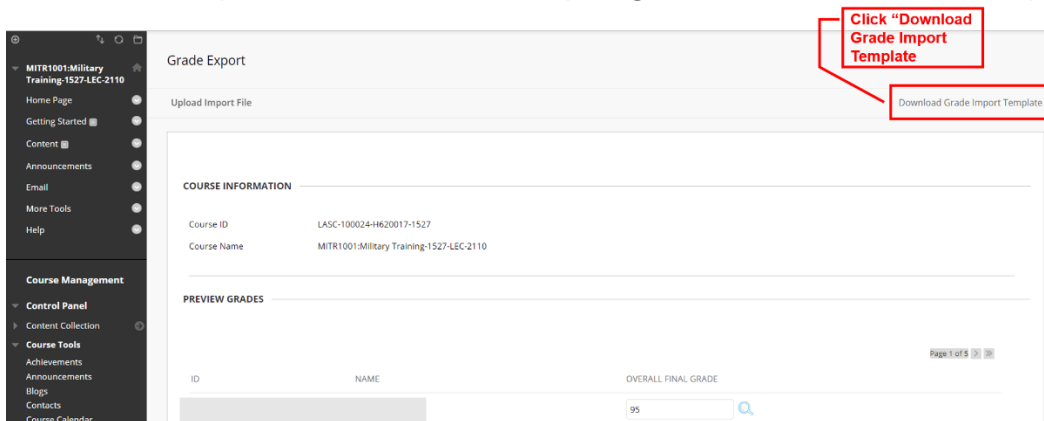 Click “Download
Grade Import
Template
MITR1001:Military
Training-1527-LEC-2110
Home Page
Getting Started
Content
Announcements
Email
More Tools
Help
Course Management
Control Panel
Content Collection
Course Tools
Achievements
Announcements
Blogs
Contacts
Course Calendar
Grade Export
Upload Import File
Download Grade Import Template
COURSE INFORMATION
Course ID LASC-100024-H620017-1527
Course Name MITR1001:Military Training-1527-LEC-2110
PREVIEW GRADES
Page 1 of 5 > >>
ID NAME OVERALL FINAL GRADE
95